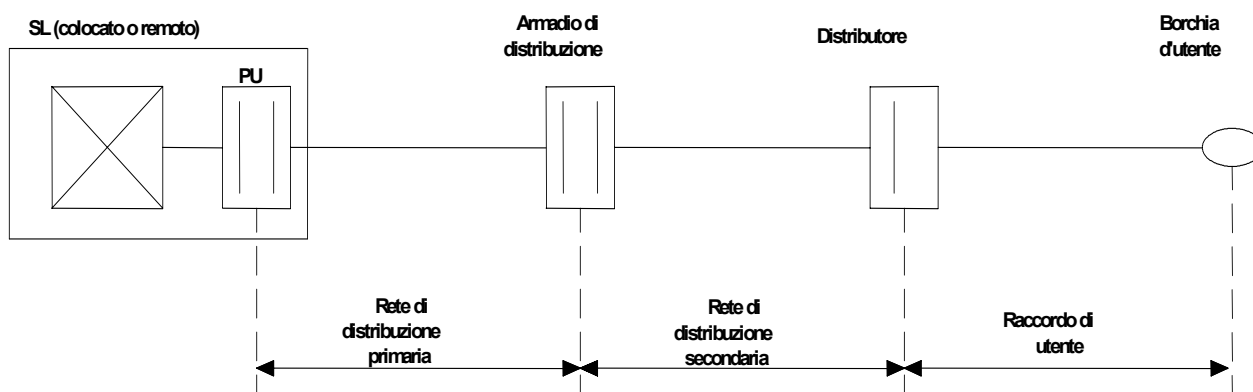 SL (colocato o remoto)
PU
Armadio di
distribuzione
Distributore
Borchia
d'utente
Rete di
distribuzione
primaria
Rete di
distribuzione
secondaria
Raccordo di
utente